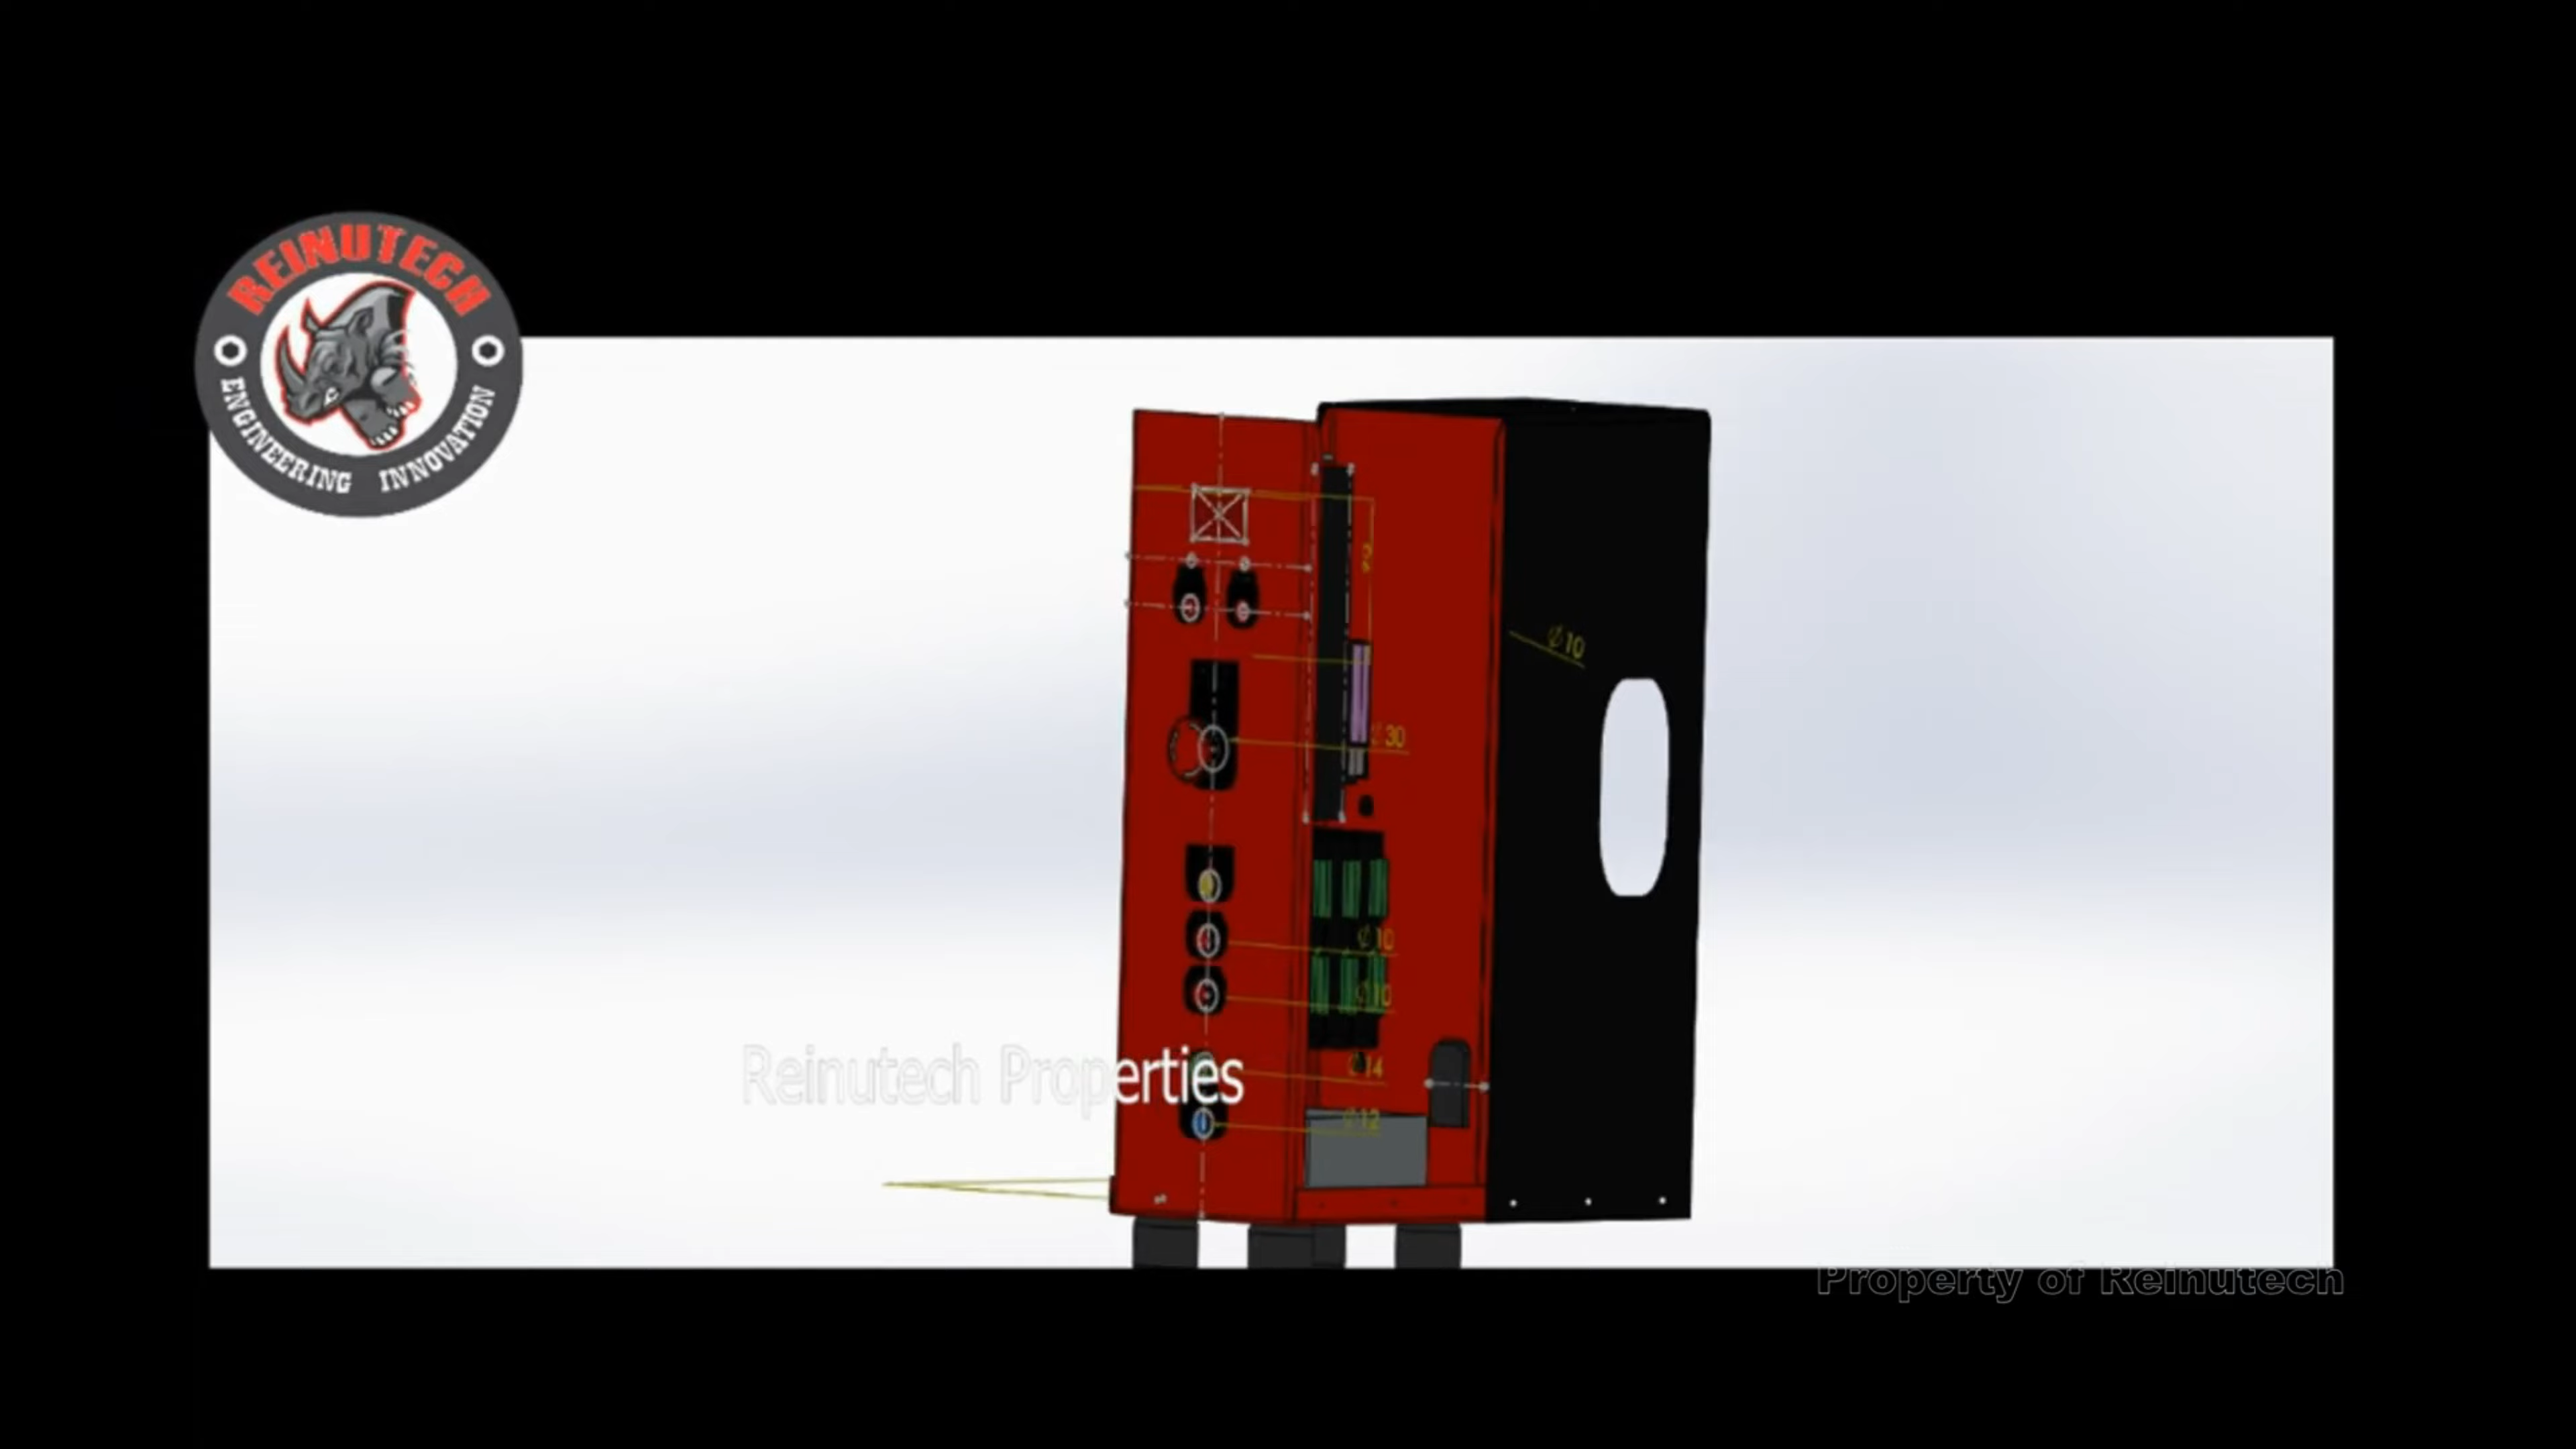 REINUTECH
ENGINEERING INNOVATION
Ø10
Ø30
Ø10
Ø10
Ø14
Reinutech Properties
Ø12
Property of Reinutech